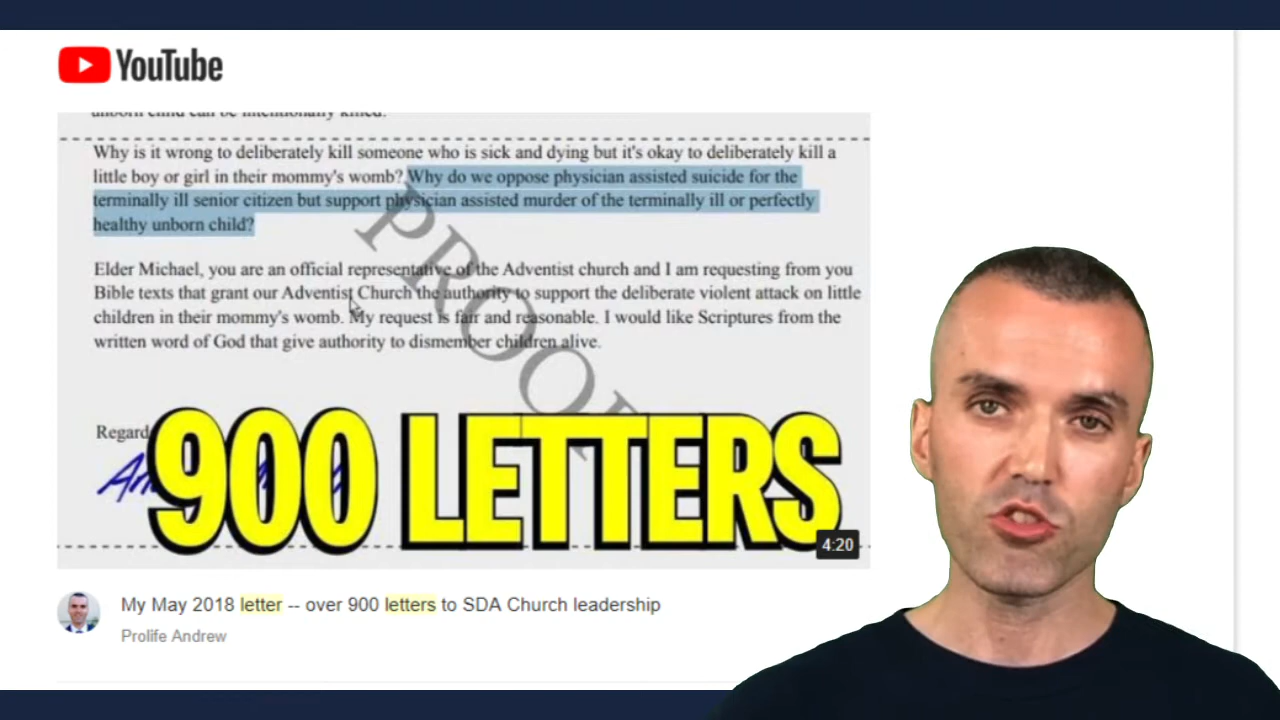 YouTube
unborn child can be intentionally killed.
Why is it wrong to deliberately kill someone who is sick and dying but it's okay to deliberately kill a
little boy or girl in their mommy's womb? Why do we oppose physician assisted suicide for the
terminally ill senior citizen but support physician assisted murder of the terminally ill or perfectly
healthy unborn child?
PROOF
Elder Michael, you are an official representative of the Adventist church and I am requesting from you
Bible texts that grant our Adventist Church the authority to support the deliberate violent attack on little
children in their mommy's womb. My request is fair and reasonable. I would like Scriptures from the
written word of God that give authority to dismember children alive.
Regard
900 LETTERS
4:20
My May 2018 letter -- over 900 letters to SDA Church leadership
Prolife Andrew